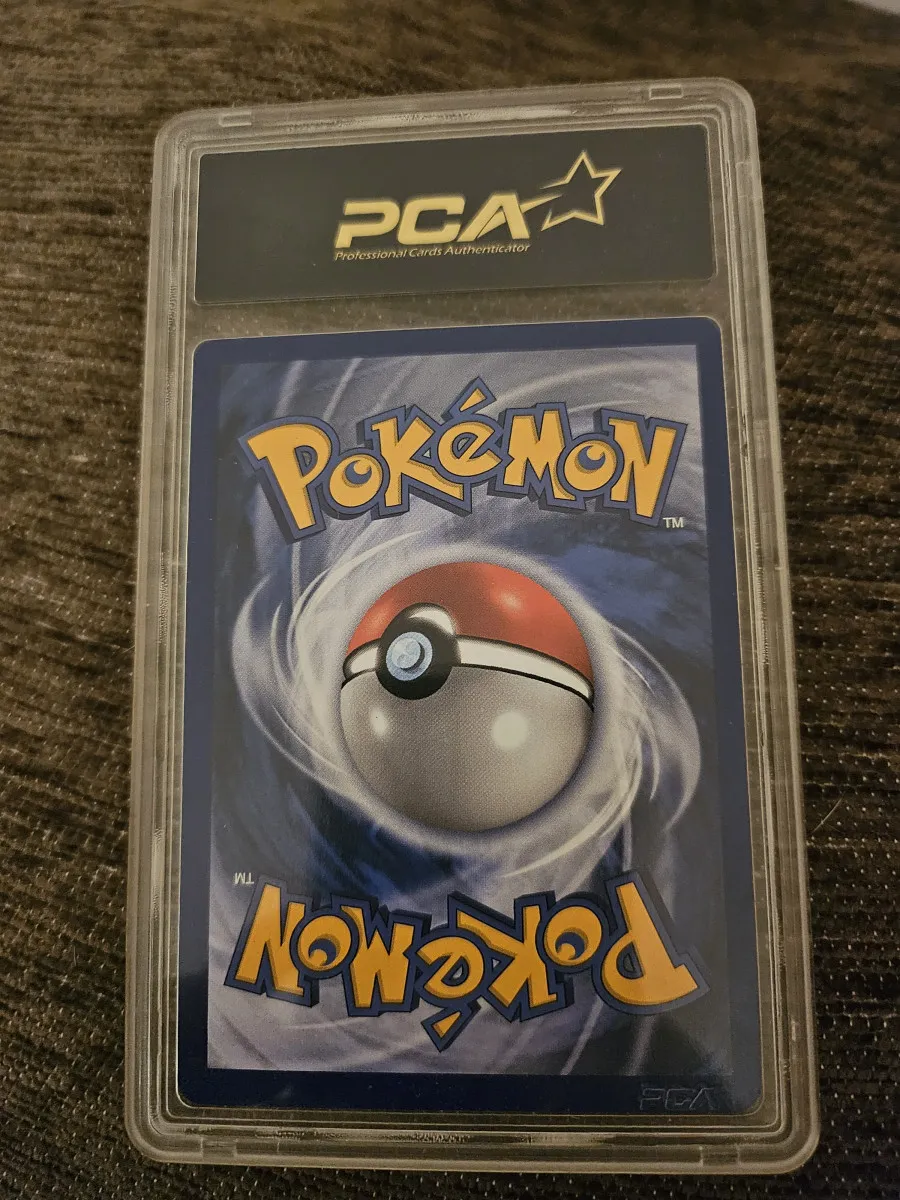 PCA
Professional Cards Authenticator
Pokémon
TM
TM
Pokémon
PCA